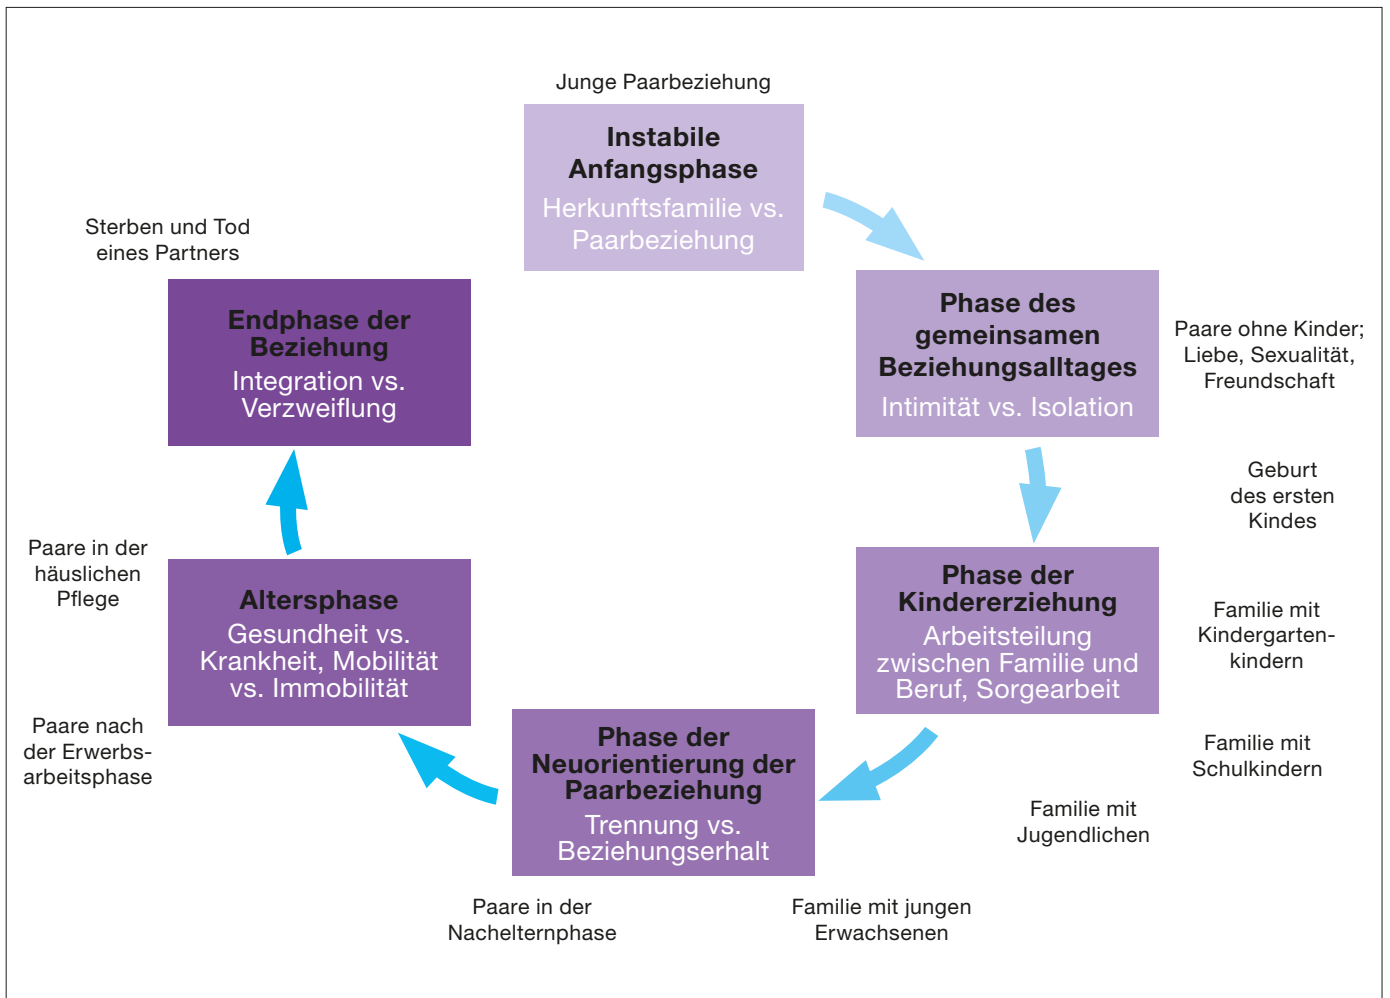 Junge Paarbeziehung
Instabile
Anfangsphase
Herkunftsfamilie vs.
Paarbeziehung
Phase des
gemeinsamen
Beziehungsalltages
Intimität vs. Isolation
Paare ohne Kinder;
Liebe, Sexualität,
Freundschaft
Geburt
des ersten
Kindes
Phase der
Kindererziehung
Arbeitsteilung
zwischen Familie und
Beruf, Sorgearbeit
Familie mit
Kindergarten-
kindern
Familie mit
Schulkindern
Familie mit
Jugendlichen
Phase der
Neuorientierung der
Paarbeziehung
Trennung vs.
Beziehungserhalt
Familie mit jungen
Erwachsenen
Paare in der
Nachelternphase
Altersphase
Gesundheit vs.
Krankheit, Mobilität
vs. Immobilität
Paare nach
der Erwerbs-
arbeitsphase
Paare in der
häuslichen
Pflege
Endphase der
Beziehung
Integration vs.
Verzweiflung
Sterben und Tod
eines Partners